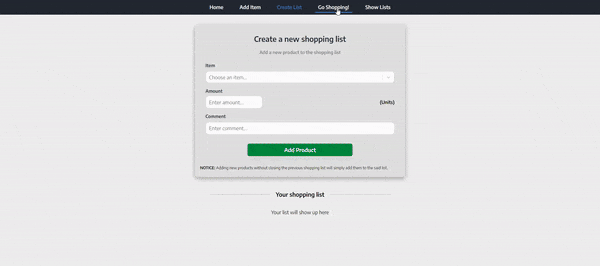 Home Add Item Create List Go Shopping! Show Lists
Create a new shopping list
Add a new product to the shopping list
Item
Choose an item...
Amount
Enter amount...
(Units)
Comment
Enter comment...
Add Product
NOTICE: Adding new products without closing the previous shopping list will simply add them to the said list.
Your shopping list
Your list will show up here